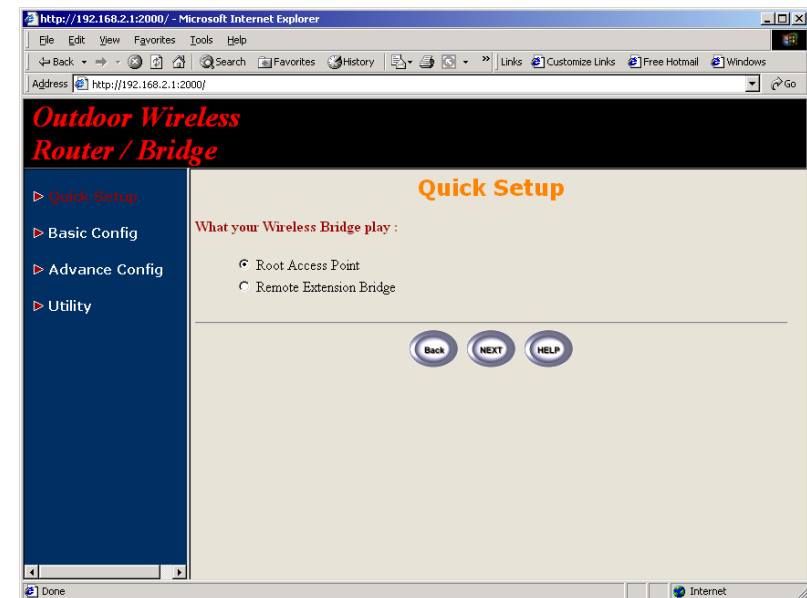 http://192.168.2.1:2000/ - Microsoft Internet Explorer
File Edit View Favorites Tools Help
Back Search Favorites History » Links Customize Links Free Hotmail Windows
Address http://192.168.2.1:2000/ Go
Outdoor Wireless
Router / Bridge
Quick Setup
Basic Config
Advance Config
Utility
Quick Setup
What your Wireless Bridge play :
Root Access Point
Remote Extension Bridge
Back NEXT HELP
Done Internet